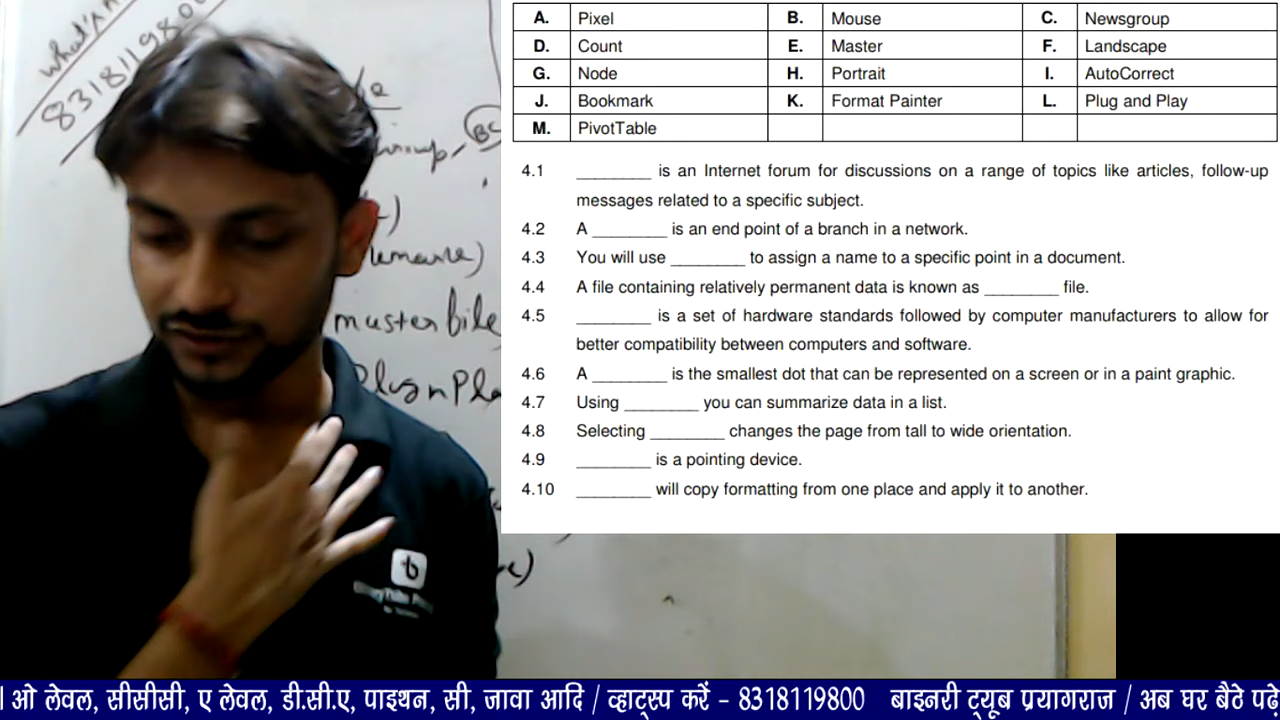 what's
8318119800
BS
master file
Plug n Pla
A. Pixel B. Mouse C. Newsgroup
D. Count E. Master F. Landscape
G. Node H. Portrait I. AutoCorrect
J. Bookmark K. Format Painter L. Plug and Play
M. PivotTable
4.1 ________ is an Internet forum for discussions on a range of topics like articles, follow-up
messages related to a specific subject.
4.2 A ________ is an end point of a branch in a network.
4.3 You will use ________ to assign a name to a specific point in a document.
4.4 A file containing relatively permanent data is known as ________ file.
4.5 ________ is a set of hardware standards followed by computer manufacturers to allow for
better compatibility between computers and software.
4.6 A ________ is the smallest dot that can be represented on a screen or in a paint graphic.
4.7 Using ________ you can summarize data in a list.
4.8 Selecting ________ changes the page from tall to wide orientation.
4.9 ________ is a pointing device.
4.10 ________ will copy formatting from one place and apply it to another.
b
l ओ लेवल, सीसीसी, ए लेवल, डी.सी.ए, पाइथन, सी, जावा आदि / व्हाट्स्प करें - 8318119800 बाइनरी ट्यूब प्रयागराज / अब घर बैठे पढ़े